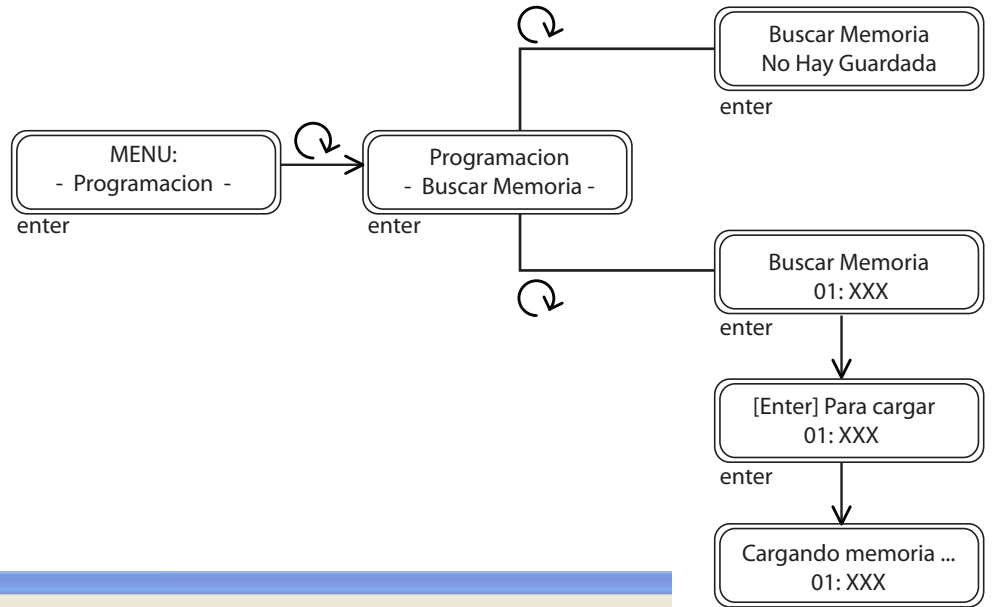 MENU:
- Programacion -
enter
Programacion
- Buscar Memoria -
enter
Buscar Memoria
No Hay Guardada
enter
Buscar Memoria
01: XXX
enter
[Enter] Para cargar
01: XXX
enter
Cargando memoria ...
01: XXX